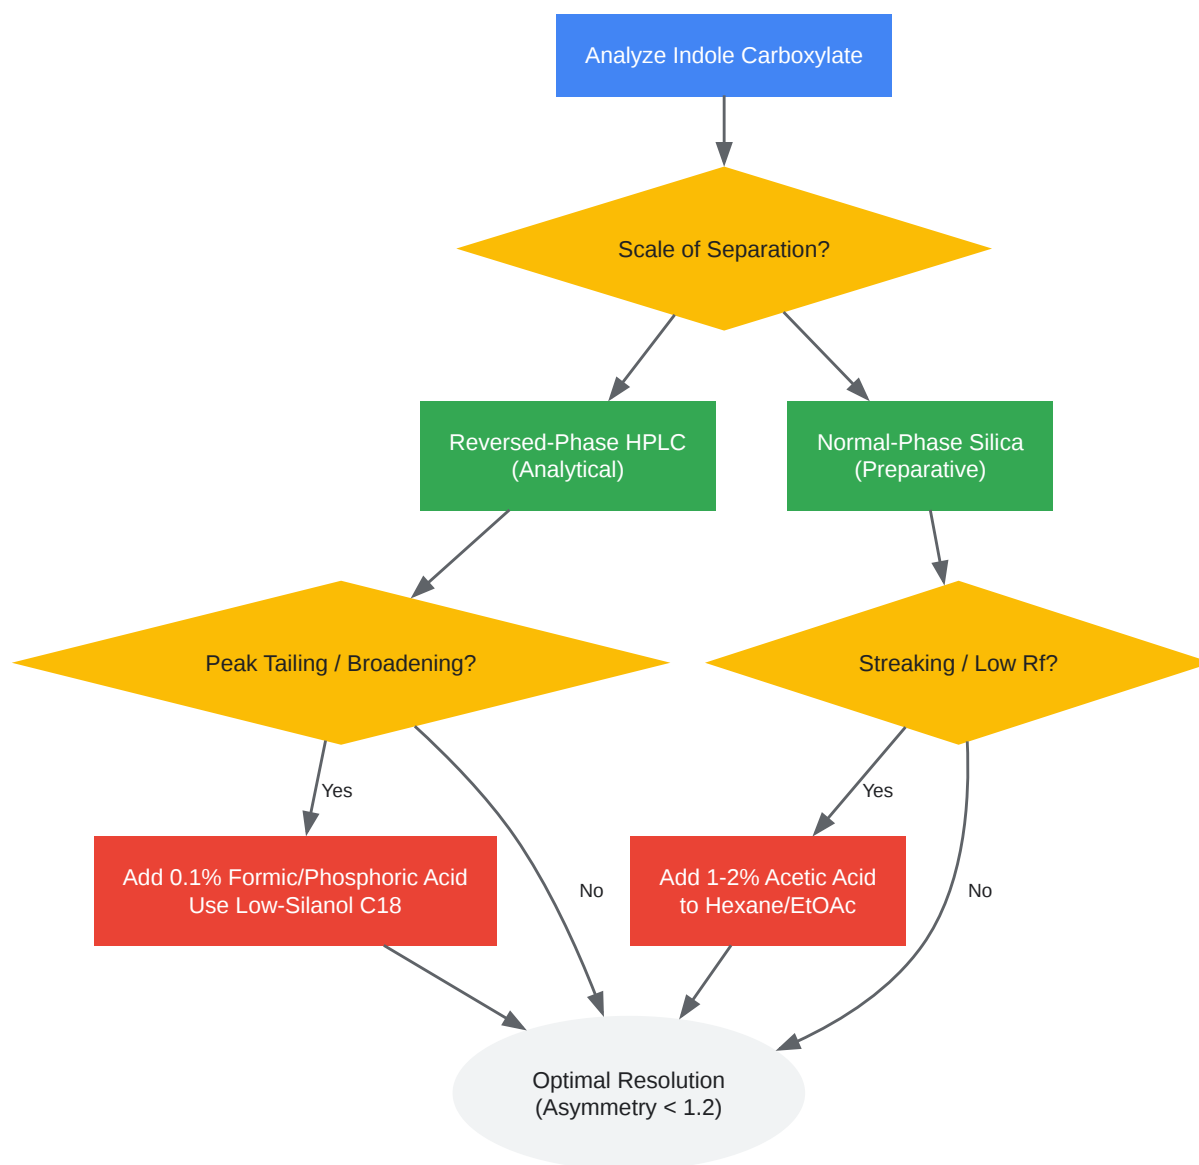 Analyze Indole Carboxylate
Scale of Separation?
Reversed-Phase HPLC
(Analytical)
Normal-Phase Silica
(Preparative)
Peak Tailing / Broadening?
Streaking / Low Rf?
Yes
Yes
Add 0.1% Formic/Phosphoric Acid
Use Low-Silanol C18
No
Add 1-2% Acetic Acid
to Hexane/EtOAc
No
Optimal Resolution
(Asymmetry < 1.2)